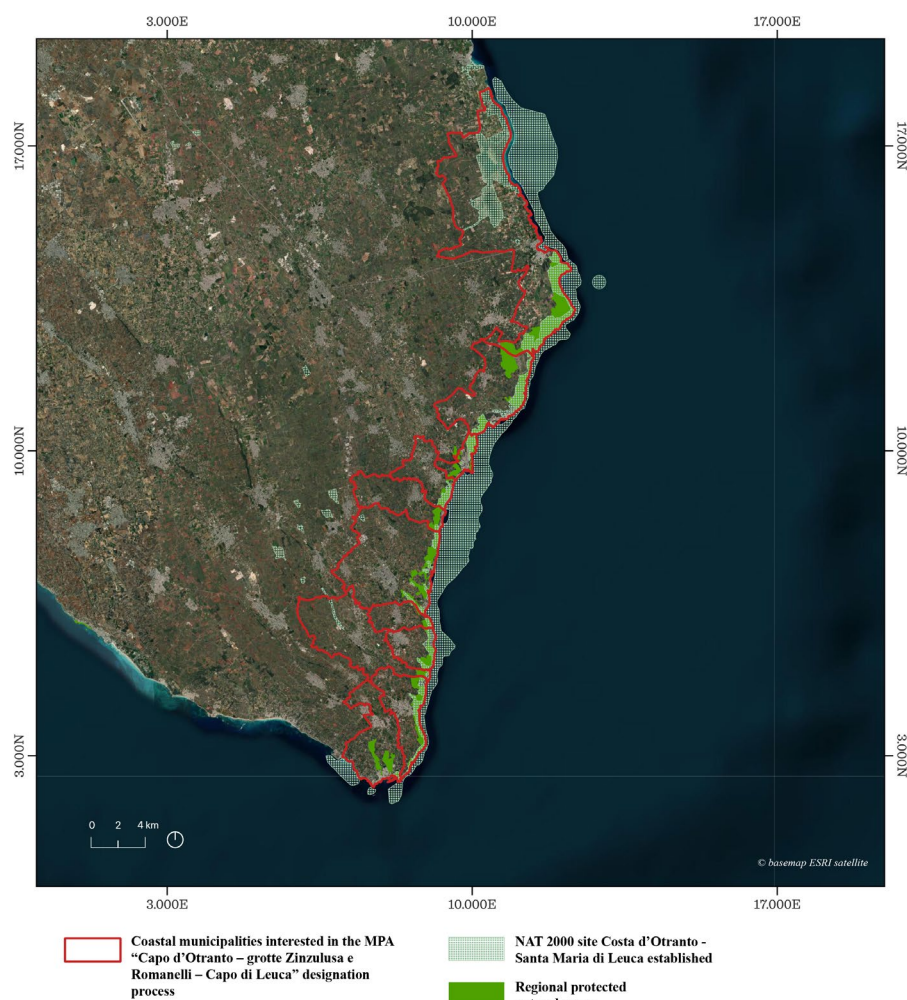 3.000E 10.000E 17.000E
17.000N 17.000N
10.000N 10.000N
3.000N 3.000N
0 2 4 km
© basemap ESRI satellite
3.000E 10.000E 17.000E
Coastal municipalities interested in the MPA
“Capo d’Otranto – grotte Zinzulusa e
Romanelli – Capo di Leuca” designation
process
NAT 2000 site Costa d’Otranto -
Santa Maria di Leuca established
Regional protected